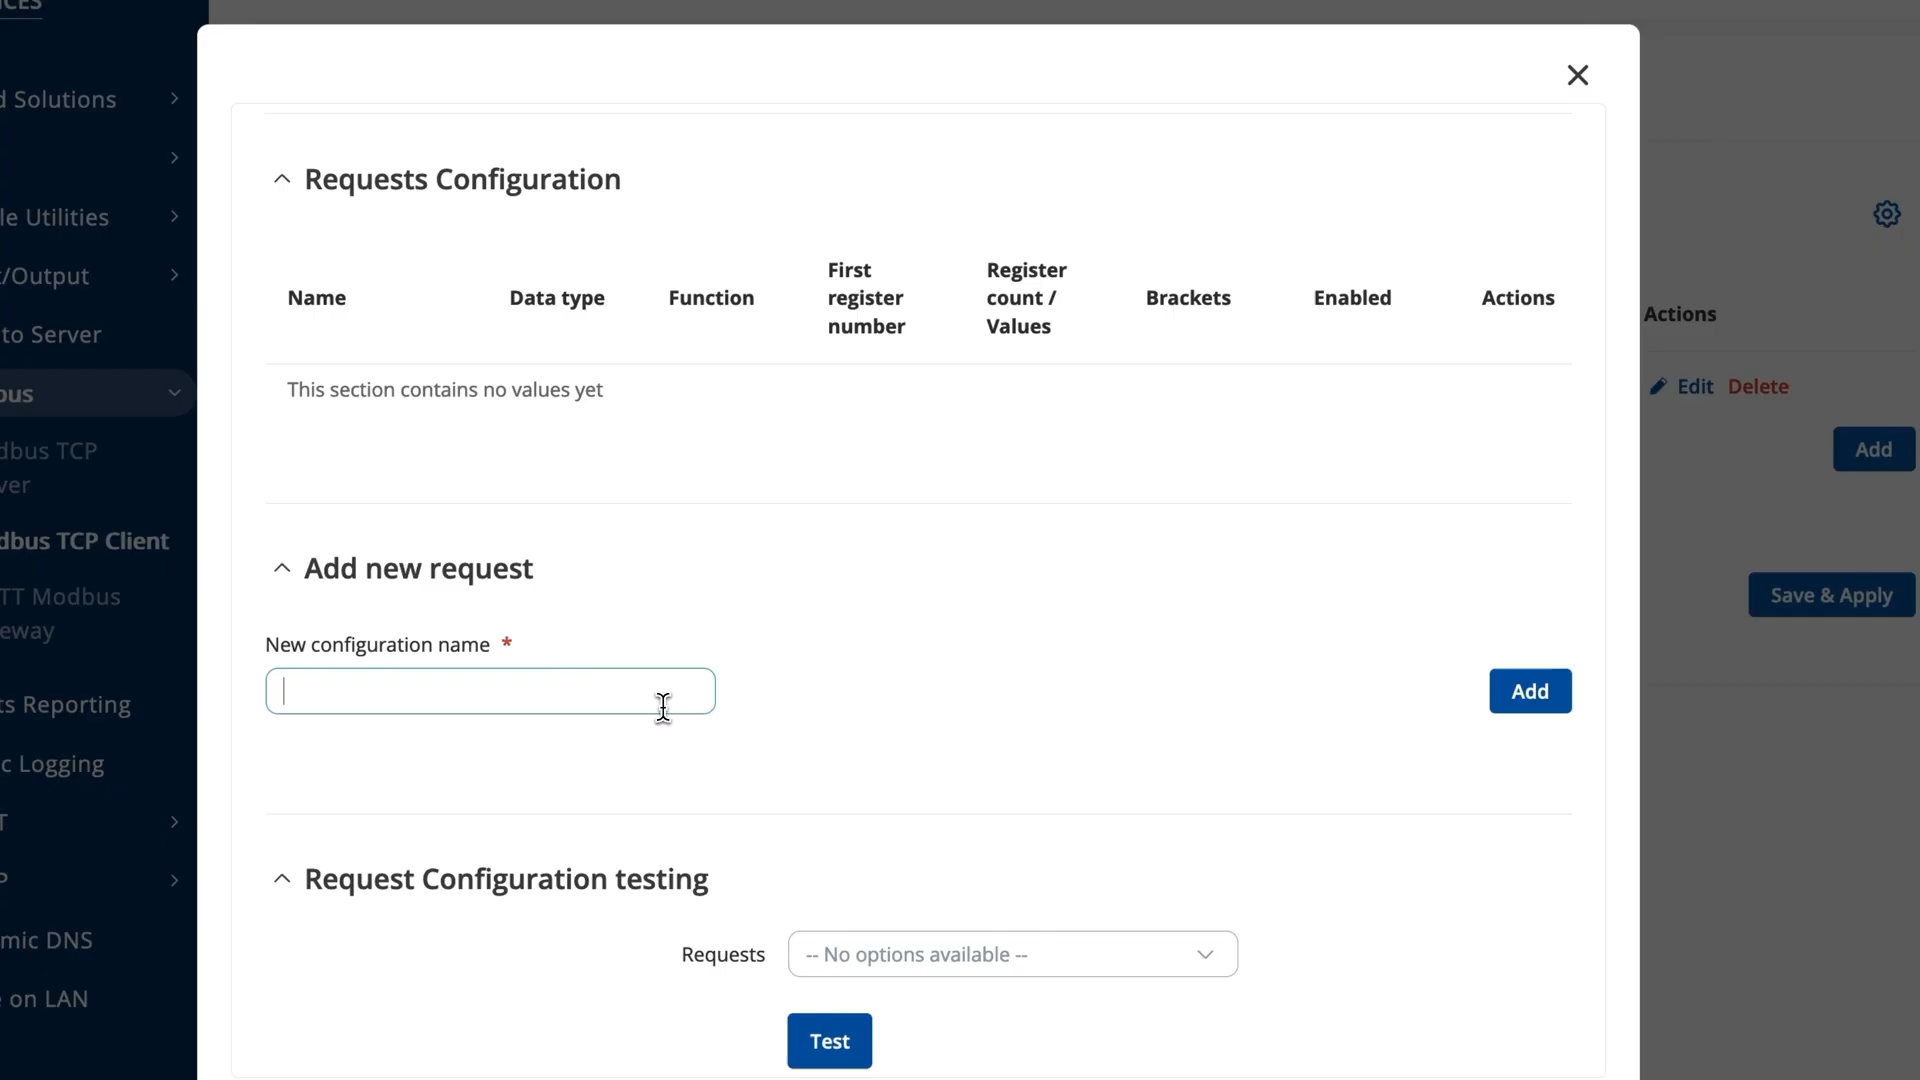 CES
d Solutions
le Utilities
t/Output
to Server
ous
dbus TCP
ver
dbus TCP Client
TT Modbus
eway
ts Reporting
c Logging
T
P
mic DNS
e on LAN
Requests Configuration
Name
Data type
Function
First
register
number
Register
count /
Values
Brackets
Enabled
Actions
This section contains no values yet
Add new request
New configuration name *
Add
Request Configuration testing
Requests
-- No options available --
Test
Actions
Edit Delete
Add
Save & Apply